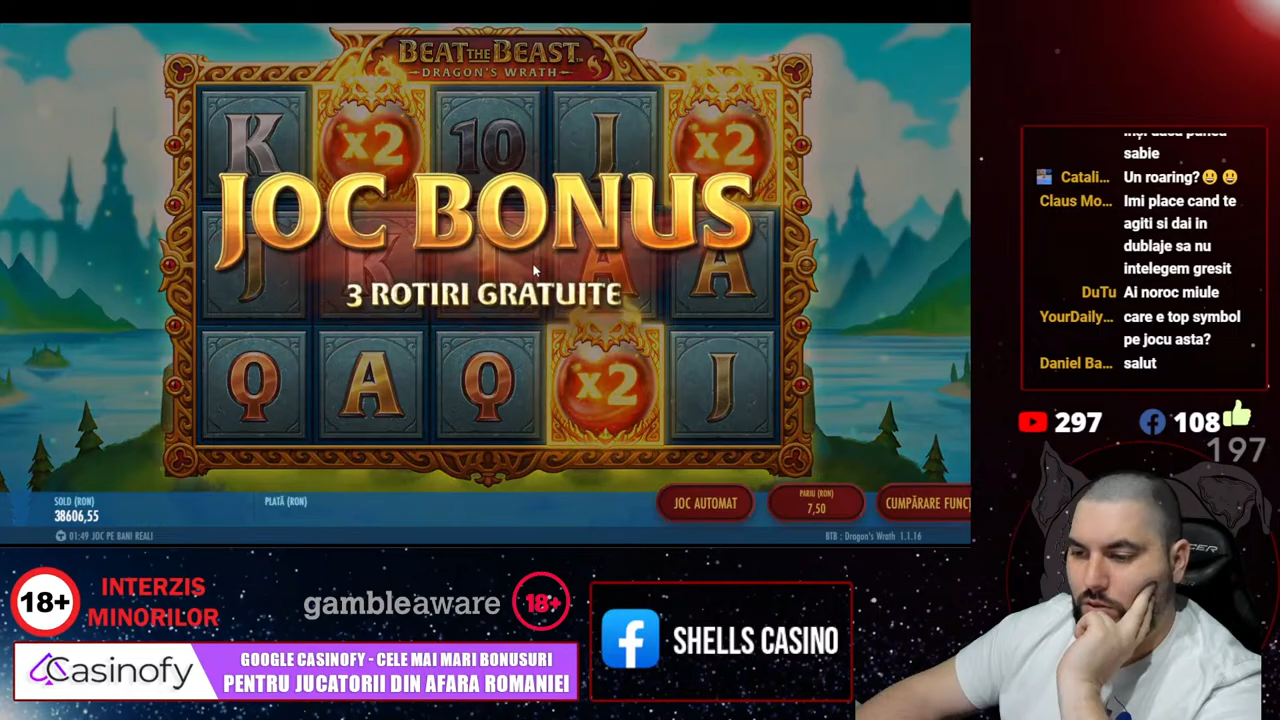 BEAT THE BEAST
DRAGON'S WRATH
K x2 10 J x2
JOC BONUS
J K A A
3 ROTIRI GRATUITE
Q A Q x2 J
SOLD (RON)
38606,55
PLATĂ (RON)
JOC AUTOMAT
PARIU (RON)
7,50
CUMPĂRARE FUNCȚ
01:49 JOC PE BANI REALI
BTB : Dragon's Wrath 1.1.16
sabie
Catali... Un roaring?
Claus Mo... Imi place cand te
agiti si dai in
dublaje sa nu
intelegem gresit
DuTu Ai noroc miule
YourDaily... care e top symbol
pe jocu asta?
Daniel Ba... salut
297 108
197
18+ INTERZIS
MINORILOR
gambleaware 18+
Casinofy
GOOGLE CASINOFY - CELE MAI MARI BONUSURI
PENTRU JUCATORII DIN AFARA ROMANIEI
SHELLS CASINO